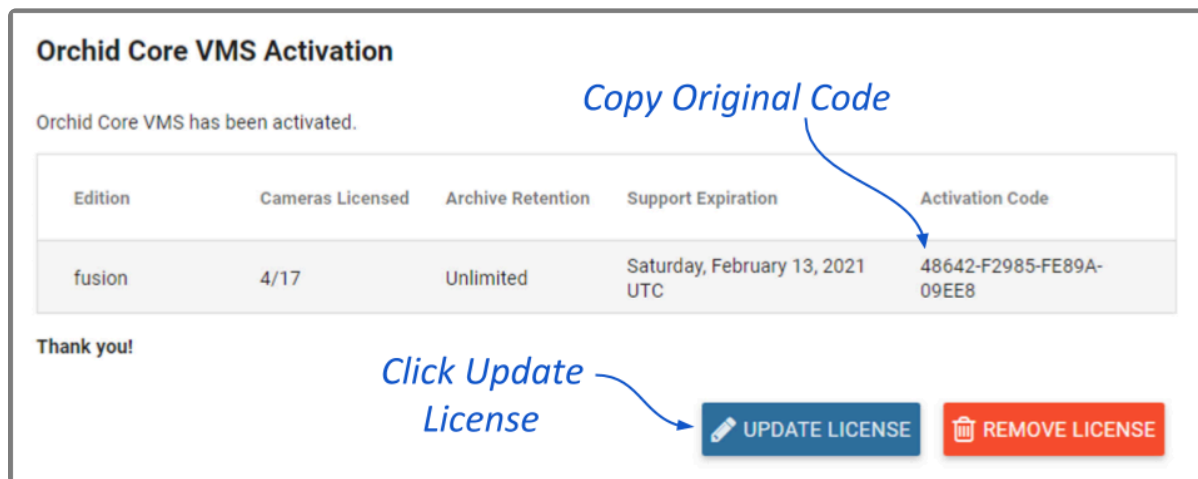 Orchid Core VMS Activation
Copy Original Code
Orchid Core VMS has been activated.
Edition Cameras Licensed Archive Retention Support Expiration Activation Code
fusion 4/17 Unlimited Saturday, February 13, 2021 UTC 48642-F2985-FE89A-09EE8
Thank you!
Click Update
License
UPDATE LICENSE REMOVE LICENSE